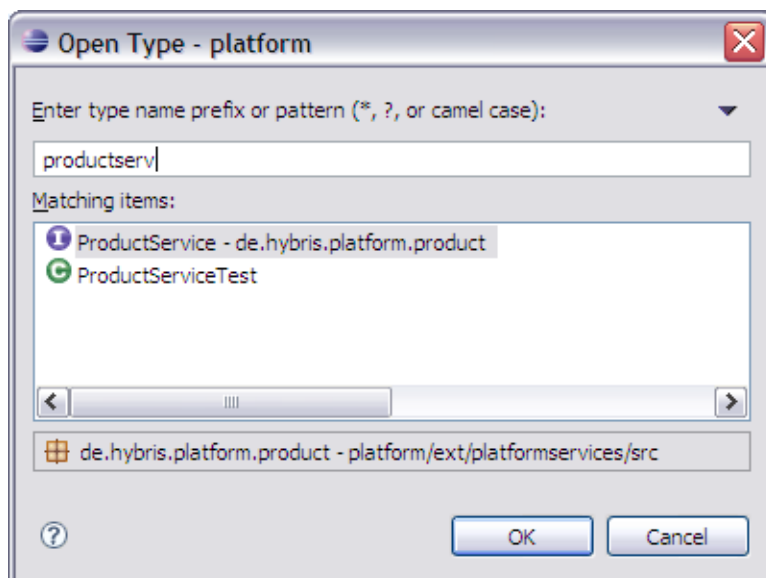 Open Type - platform
Enter type name prefix or pattern (*, ?, or camel case):
productserv
Matching items:
I ProductService - de.hybris.platform.product
C ProductServiceTest
de.hybris.platform.product - platform/ext/platformservices/src
?
OK Cancel